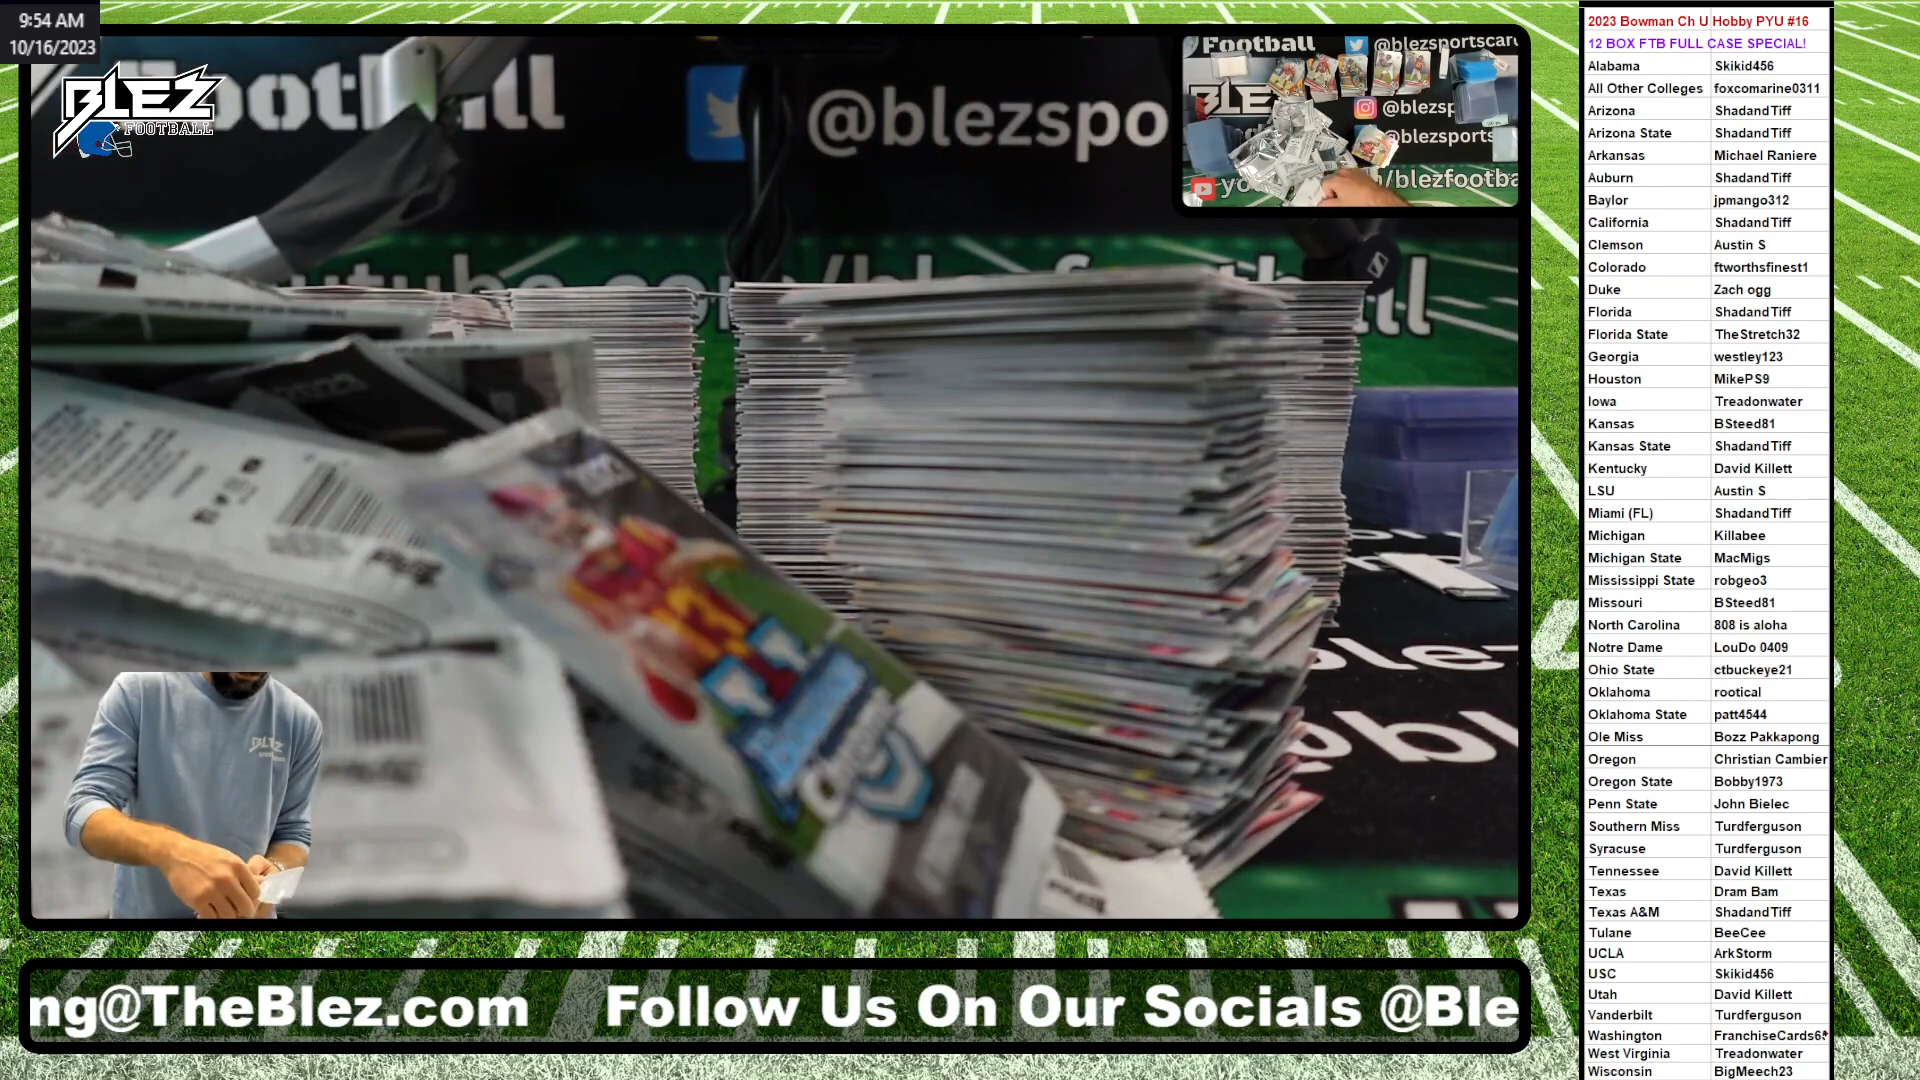 9:54 AM
10/16/2023
BLEZ
FOOTBALL
Football
@blezspo
utube.com/blezfootball
Football @blezsportscar
BLEZ
@blezsp
@blezsports
yo /blezfootba
BLEZ
Bowman
ng@TheBlez.com Follow Us On Our Socials @Ble
2023 Bowman Ch U Hobby PYU #16
12 BOX FTB FULL CASE SPECIAL!
Alabama Skikid456
All Other Colleges foxcomarine0311
Arizona ShadandTiff
Arizona State ShadandTiff
Arkansas Michael Raniere
Auburn ShadandTiff
Baylor jpmango312
California ShadandTiff
Clemson Austin S
Colorado ftworthsfinest1
Duke Zach ogg
Florida ShadandTiff
Florida State TheStretch32
Georgia westley123
Houston MikePS9
Iowa Treadonwater
Kansas BSteed81
Kansas State ShadandTiff
Kentucky David Killett
LSU Austin S
Miami (FL) ShadandTiff
Michigan Killabee
Michigan State MacMigs
Mississippi State robgeo3
Missouri BSteed81
North Carolina 808 is aloha
Notre Dame LouDo 0409
Ohio State ctbuckeye21
Oklahoma rootical
Oklahoma State patt4544
Ole Miss Bozz Pakkapong
Oregon Christian Cambier
Oregon State Bobby1973
Penn State John Bielec
Southern Miss Turdferguson
Syracuse Turdferguson
Tennessee David Killett
Texas Dram Bam
Texas A&M ShadandTiff
Tulane BeeCee
UCLA ArkStorm
USC Skikid456
Utah David Killett
Vanderbilt Turdferguson
Washington FranchiseCards6
West Virginia Treadonwater
Wisconsin BigMeech23